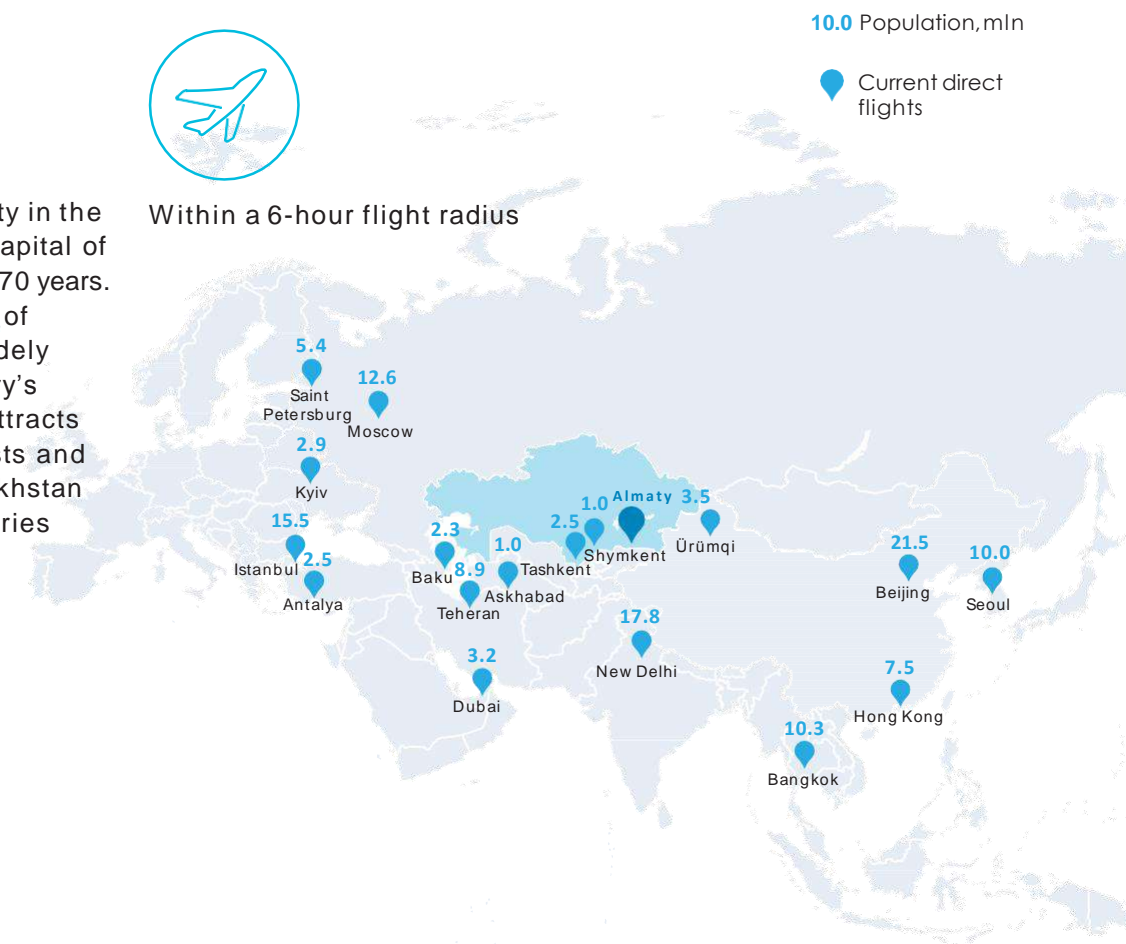 10.0 Population, mln
Current direct
flights
Within a 6-hour flight radius
ty in the
apital of
70 years.
of
dely
ry's
ttracts
sts and
khstan
ries
5.4
Saint
Petersburg
12.6
Moscow
2.9
Kyiv
15.5
Istanbul
2.5
Antalya
2.3
Baku
8.9
Teheran
1.0
Askhabad
2.5
Tashkent
1.0
Shymkent
Almaty
3.5
Ürümqi
21.5
Beijing
10.0
Seoul
17.8
New Delhi
3.2
Dubai
7.5
Hong Kong
10.3
Bangkok